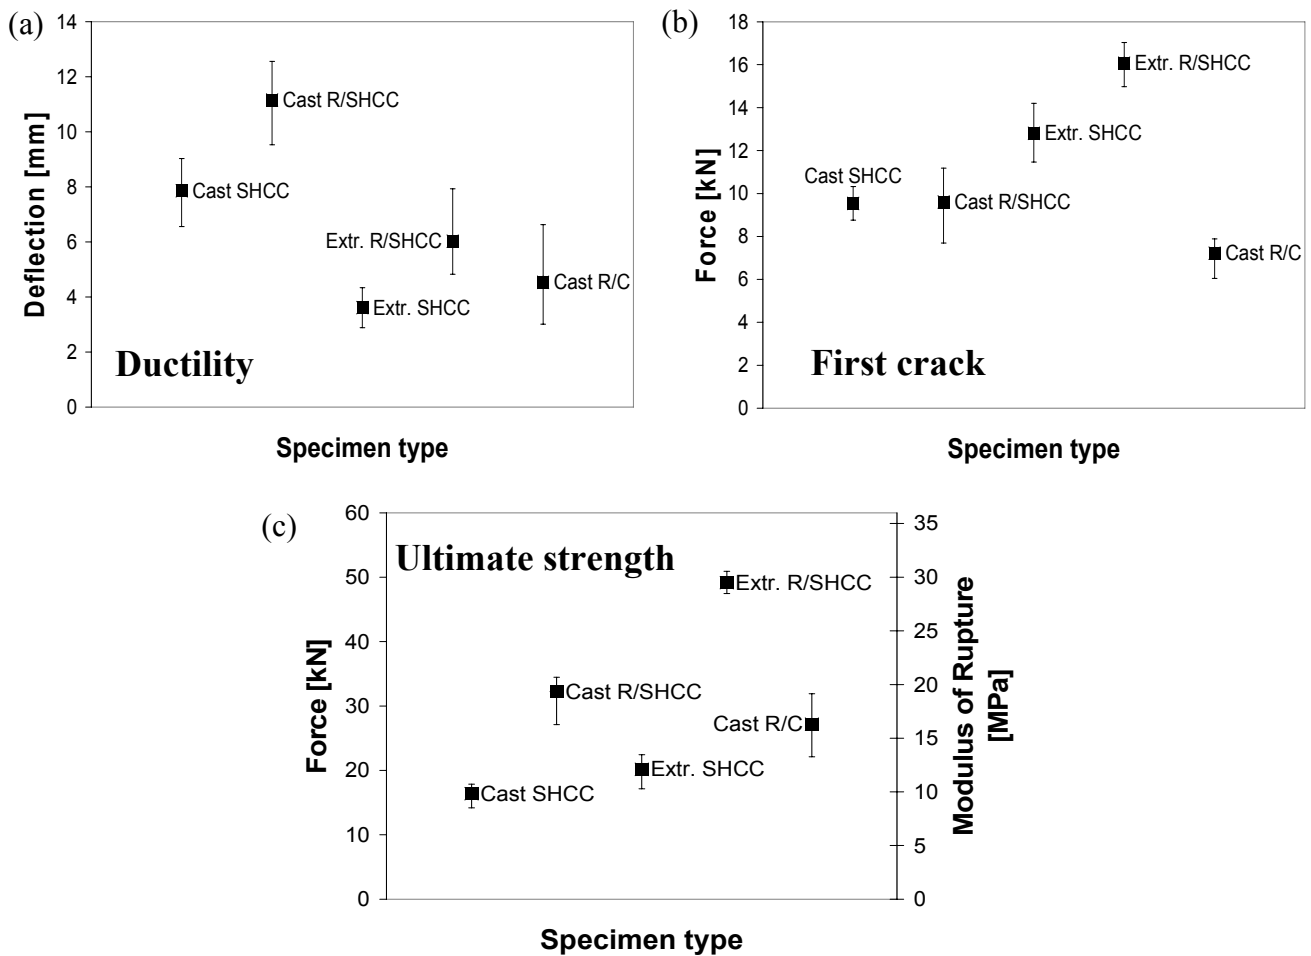 (a)
14
12
10
8
6
4
2
0
Deflection [mm]
Cast R/SHCC
Cast SHCC
Extr. R/SHCC
Extr. SHCC
Cast R/C
Ductility
Specimen type
(b)
18
16
14
12
10
8
6
4
2
0
Force [kN]
Extr. R/SHCC
Extr. SHCC
Cast SHCC
Cast R/SHCC
Cast R/C
First crack
Specimen type
(c)
60
50
40
30
20
10
0
Force [kN]
Ultimate strength
Extr. R/SHCC
Cast R/SHCC
Cast R/C
Extr. SHCC
Cast SHCC
35
30
25
20
15
10
5
0
Modulus of Rupture
[MPa]
Specimen type